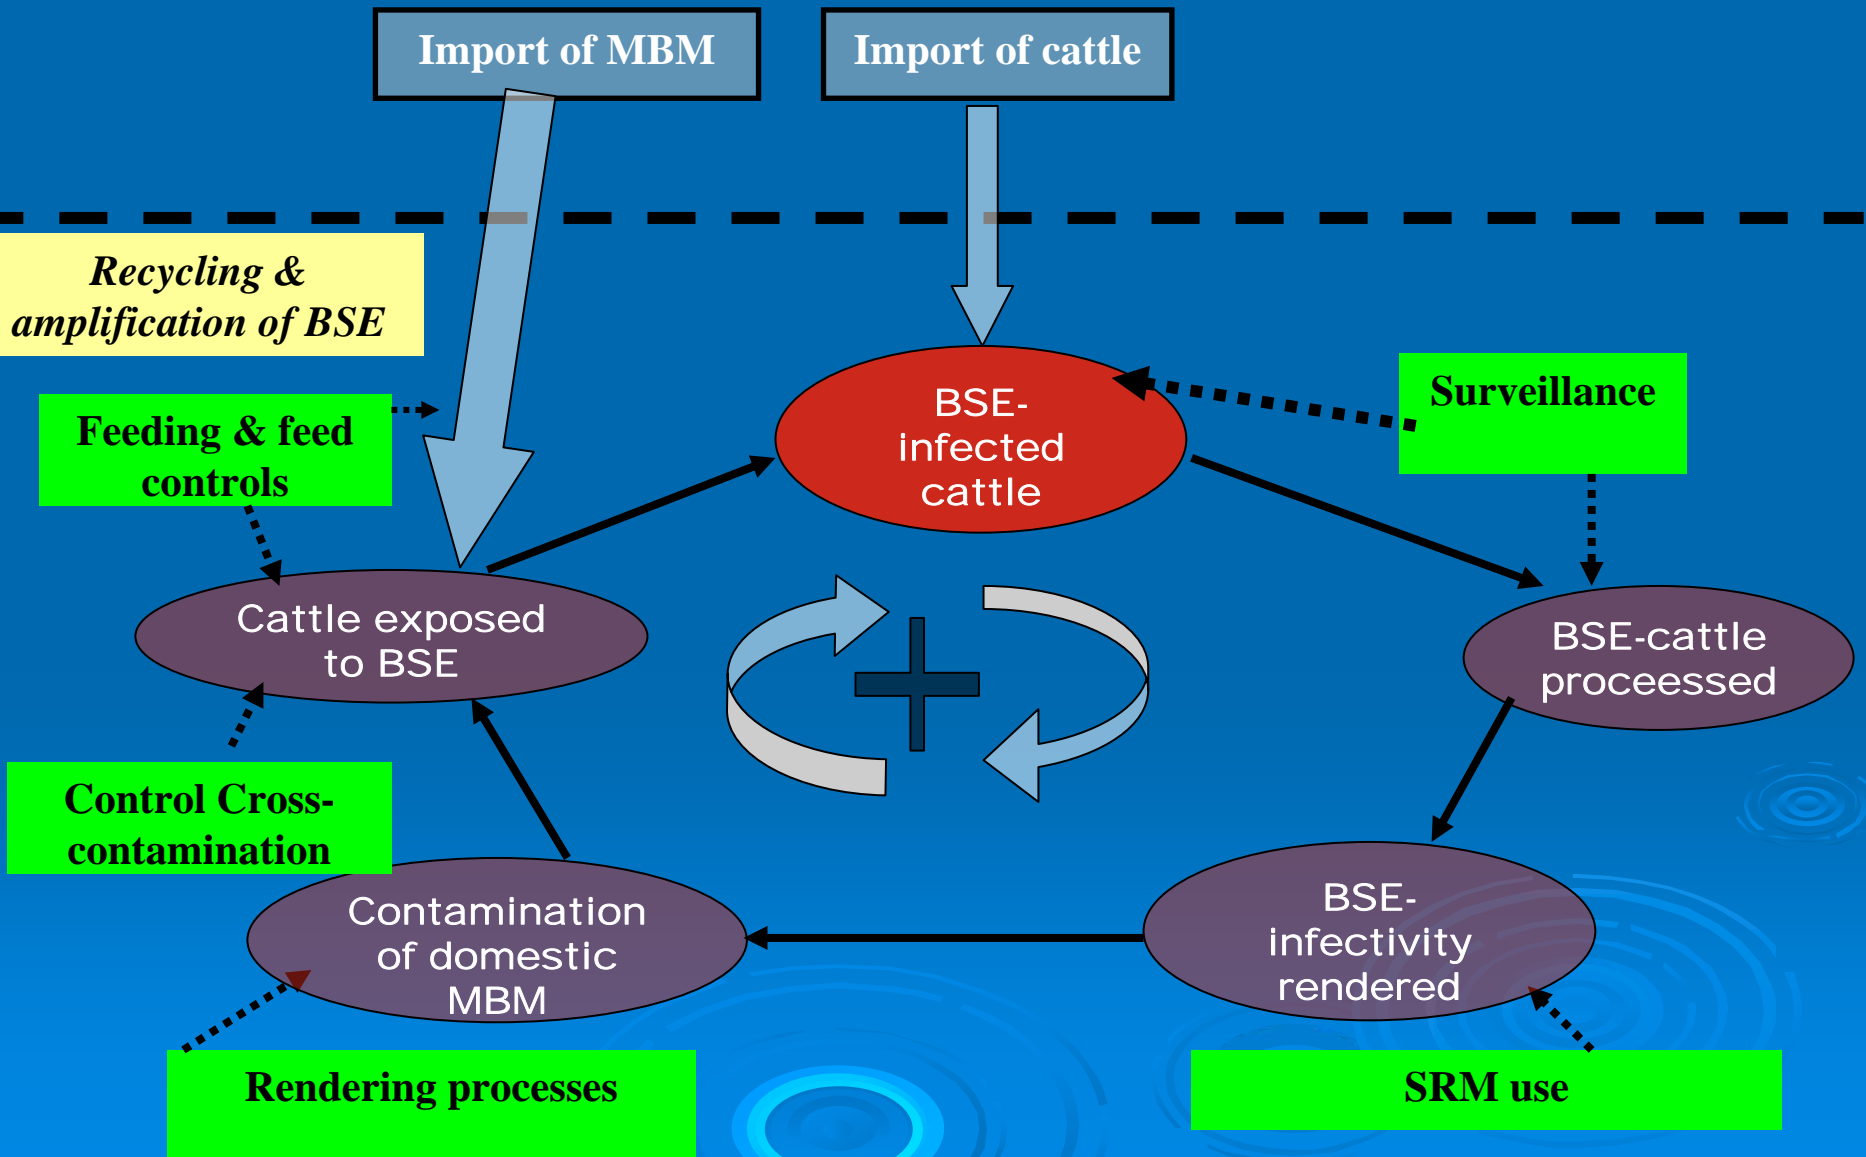 Import of MBM
Import of cattle
Recycling &
amplification of BSE
Feeding & feed
controls
BSE-
infected
cattle
Surveillance
Cattle exposed
to BSE
BSE-cattle
proceessed
Control Cross-
contamination
Contamination
of domestic
MBM
BSE-
infectivity
rendered
Rendering processes
SRM use